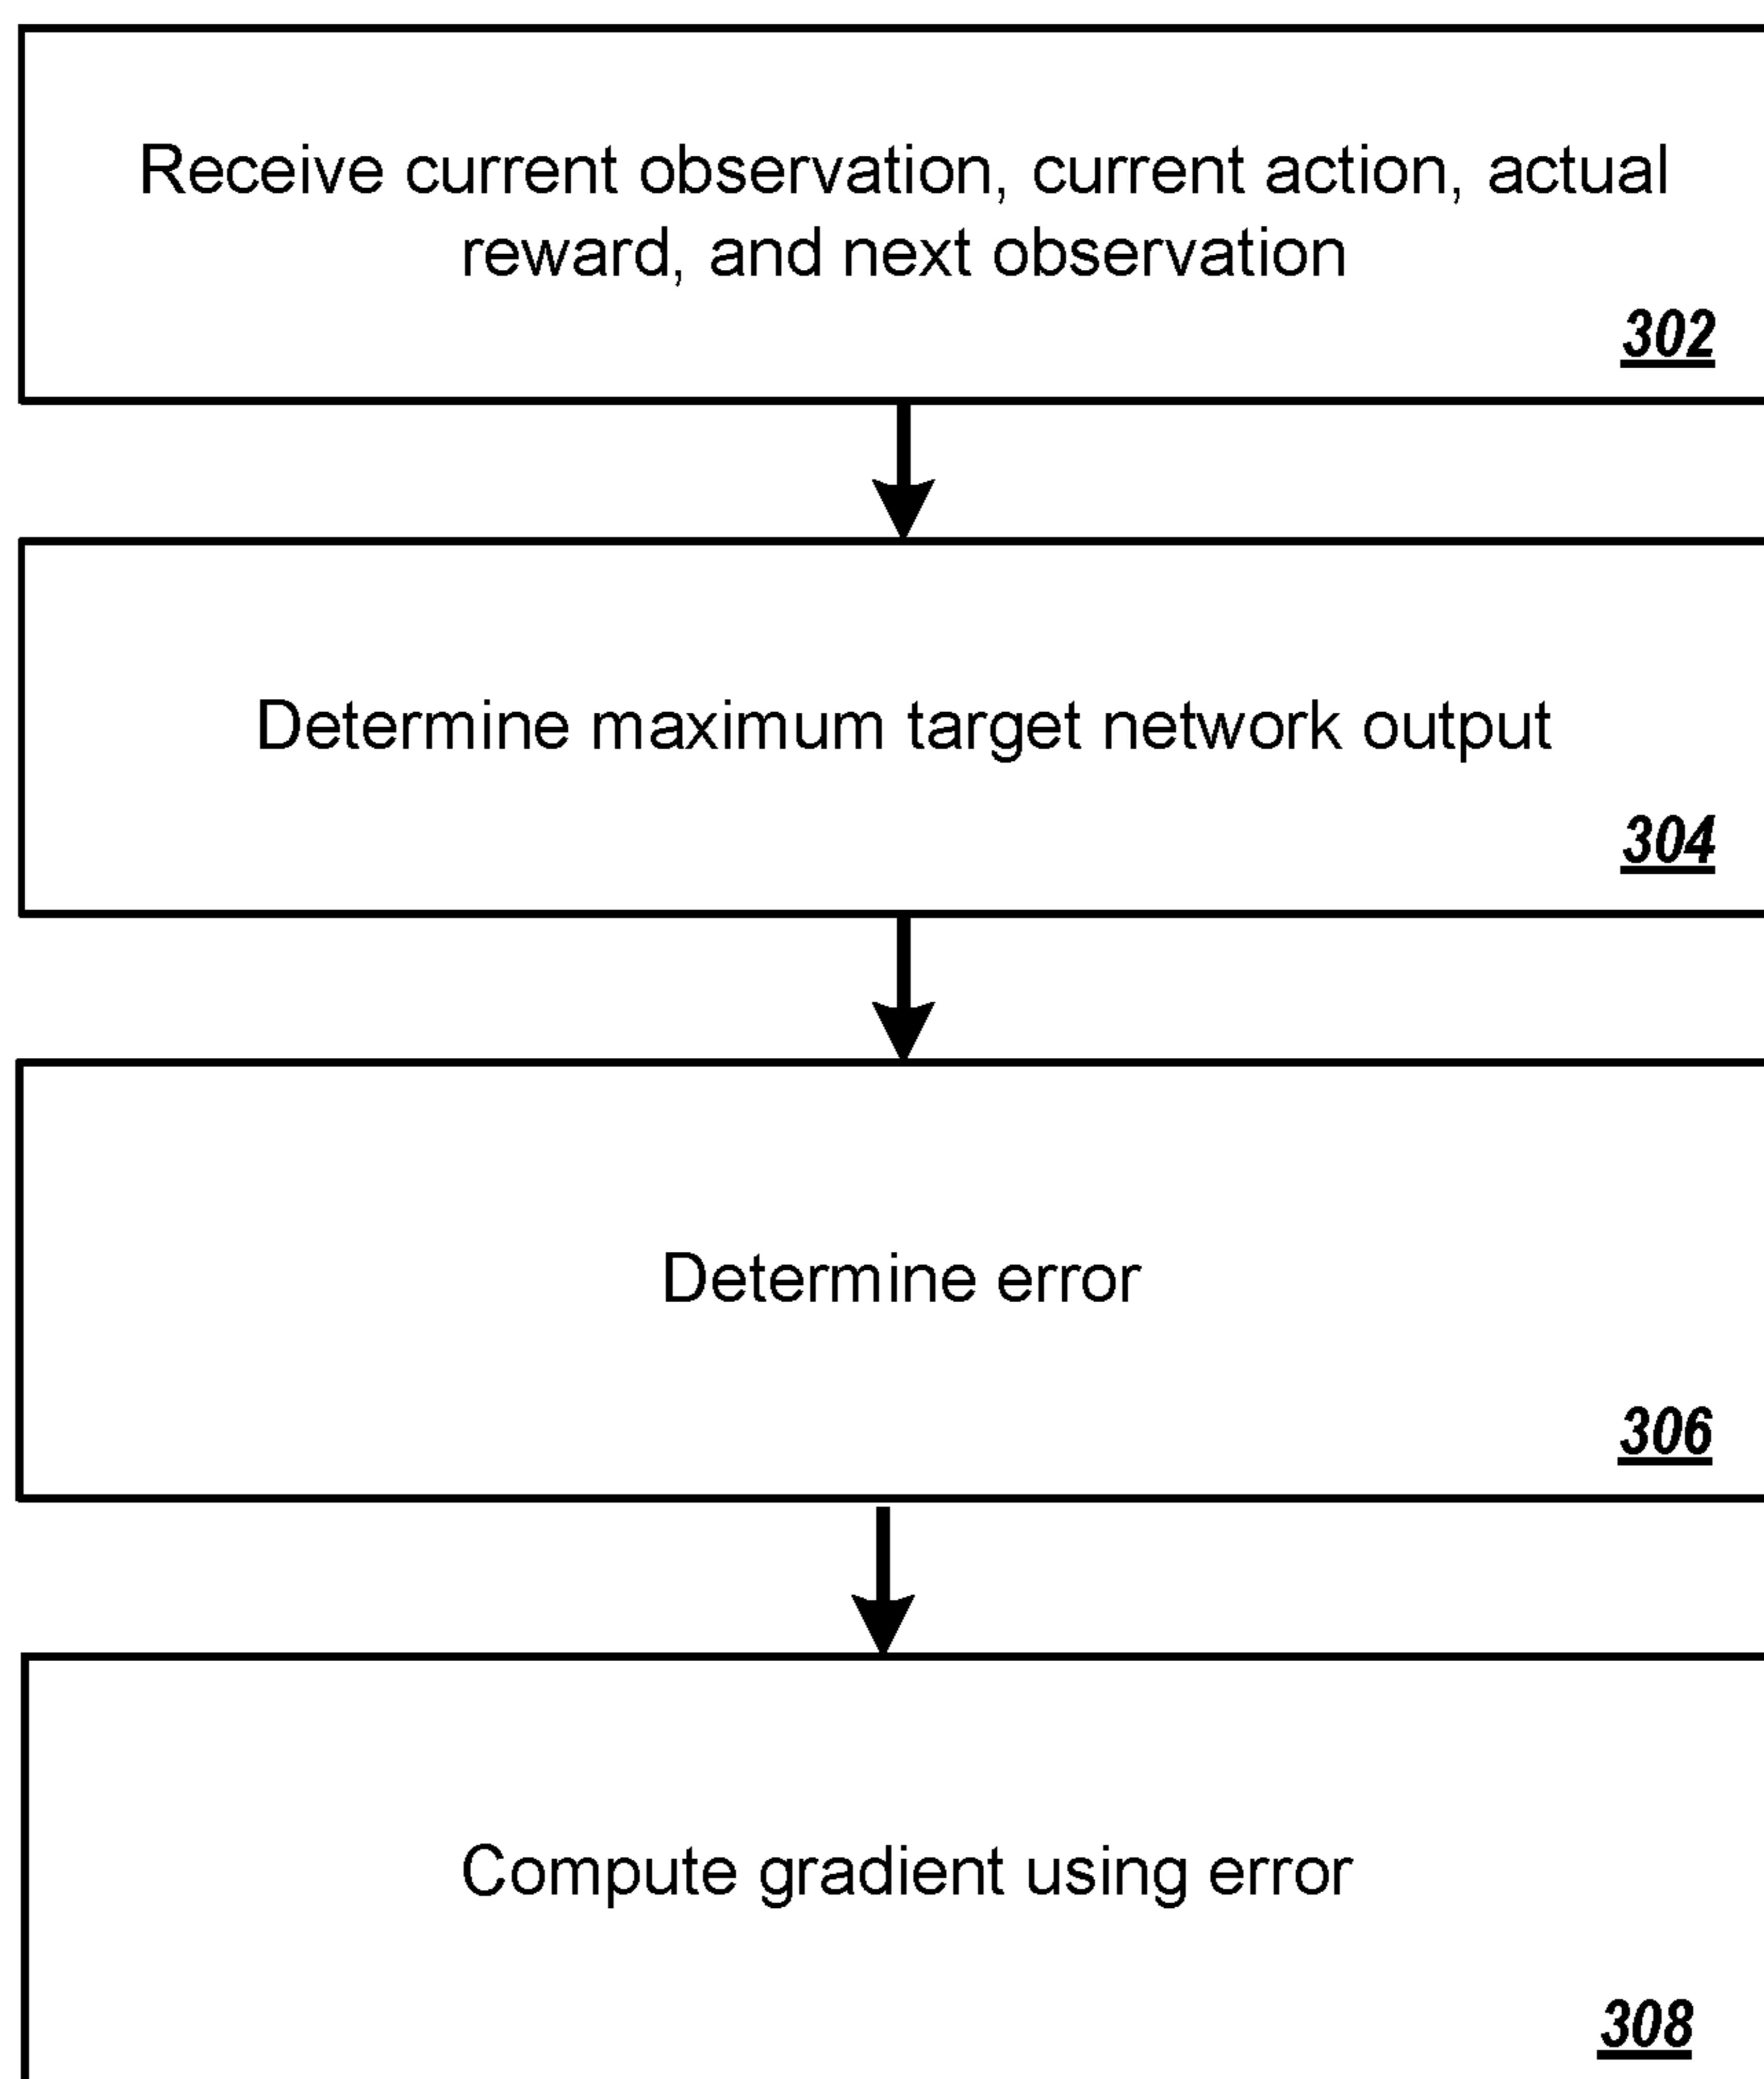 Receive current observation, current action, actual
reward, and next observation
302
Determine maximum target network output
304
Determine error
306
Compute gradient using error
308